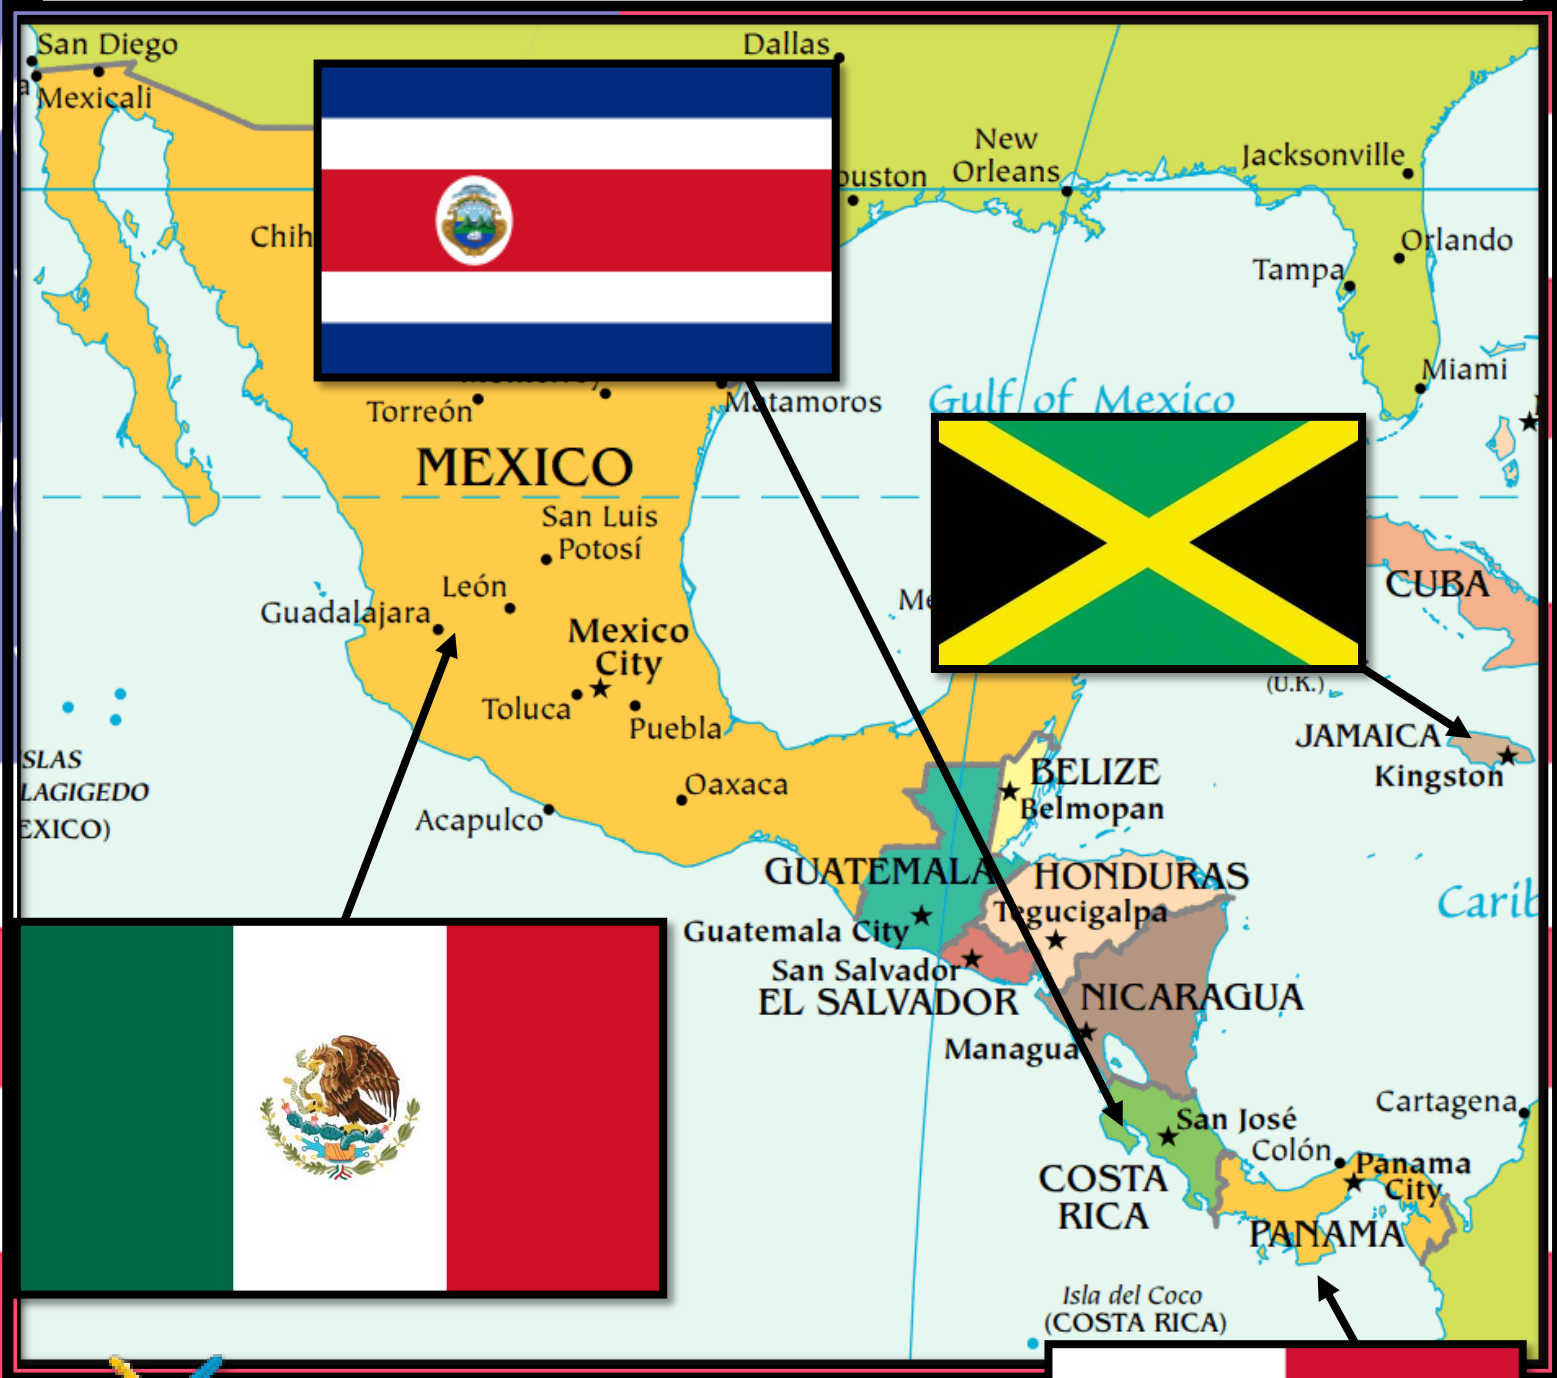 San Diego
Dallas
Mexicali
New
Orleans
Jacksonville
ouston
Chih
Orlando
Tampa
Miami
Gulf of Mexico
Matamoros
Torreón
MEXICO
San Luis
Potosí
León
CUBA
Guadalajara
Mexico
City
(U.K.)
Toluca
Puebla
JAMAICA
Kingston
SLAS
LAGIGEDO
EXICO)
Oaxaca
Acapulco
BELIZE
Belmopan
GUATEMALA
HONDURAS
Tegucigalpa
Carib
Guatemala City
San Salvador
EL SALVADOR
NICARAGUA
Managua
Cartagena
San José
Colón
Panama
City
COSTA
RICA
PANAMA
Isla del Coco
(COSTA RICA)